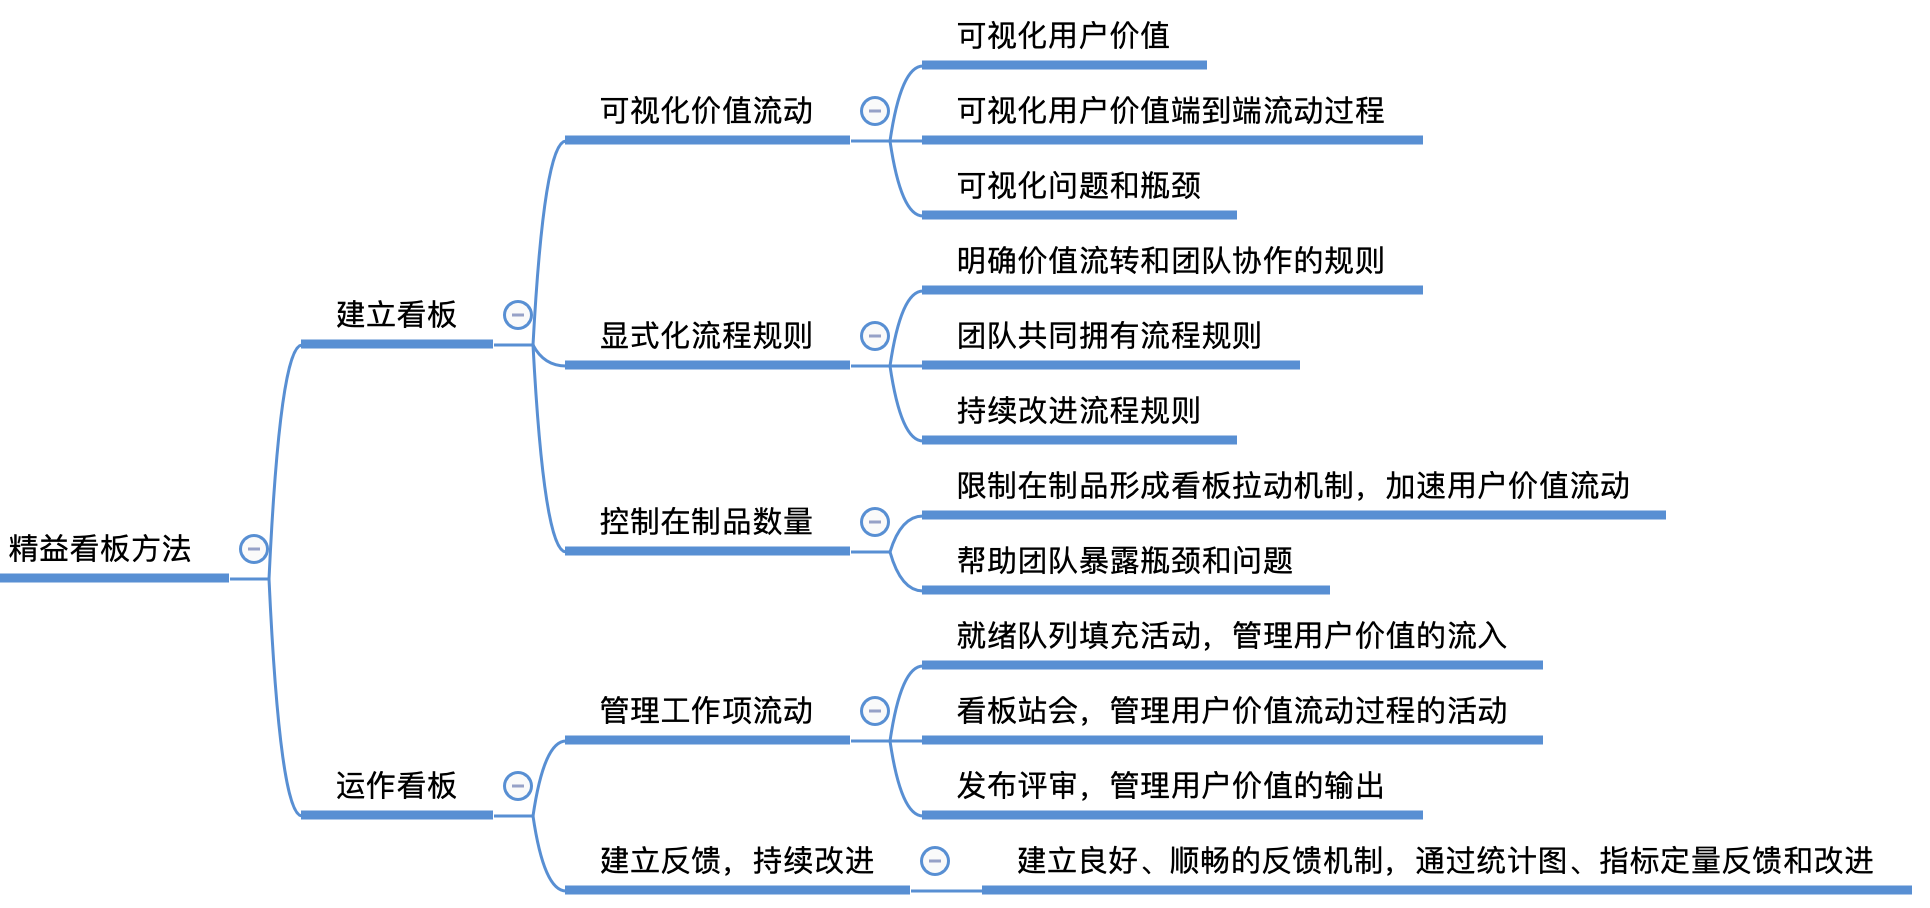 精益看板方法
建立看板
可视化价值流动
可视化用户价值
可视化用户价值端到端流动过程
可视化问题和瓶颈
显式化流程规则
明确价值流转和团队协作的规则
团队共同拥有流程规则
持续改进流程规则
控制在制品数量
限制在制品形成看板拉动机制，加速用户价值流动
帮助团队暴露瓶颈和问题
运作看板
管理工作项流动
就绪队列填充活动，管理用户价值的流入
看板站会，管理用户价值流动过程的活动
发布评审，管理用户价值的输出
建立反馈，持续改进
建立良好、顺畅的反馈机制，通过统计图、指标定量反馈和改进